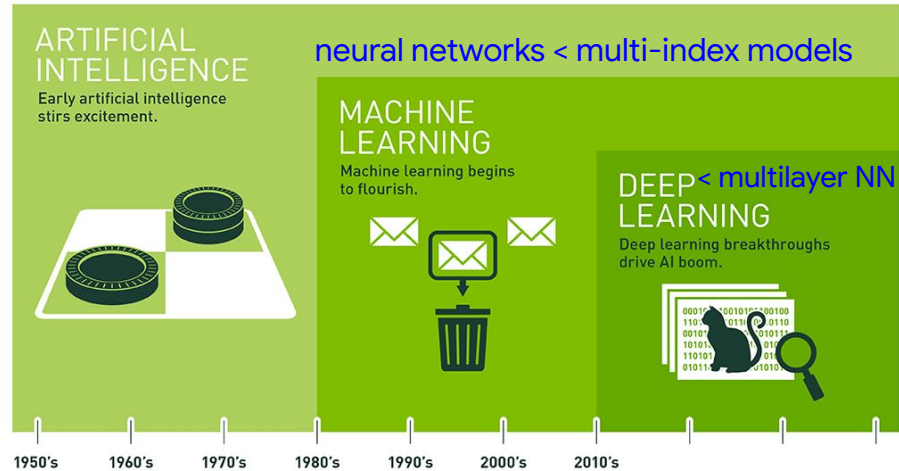 ARTIFICIAL
INTELLIGENCE
Early artificial intelligence
stirs excitement.
neural networks < multi-index models
MACHINE
LEARNING
Machine learning begins
to flourish.
DEEP < multilayer NN
LEARNING
Deep learning breakthroughs
drive AI boom.
1950's 1960's 1970's 1980's 1990's 2000's 2010's